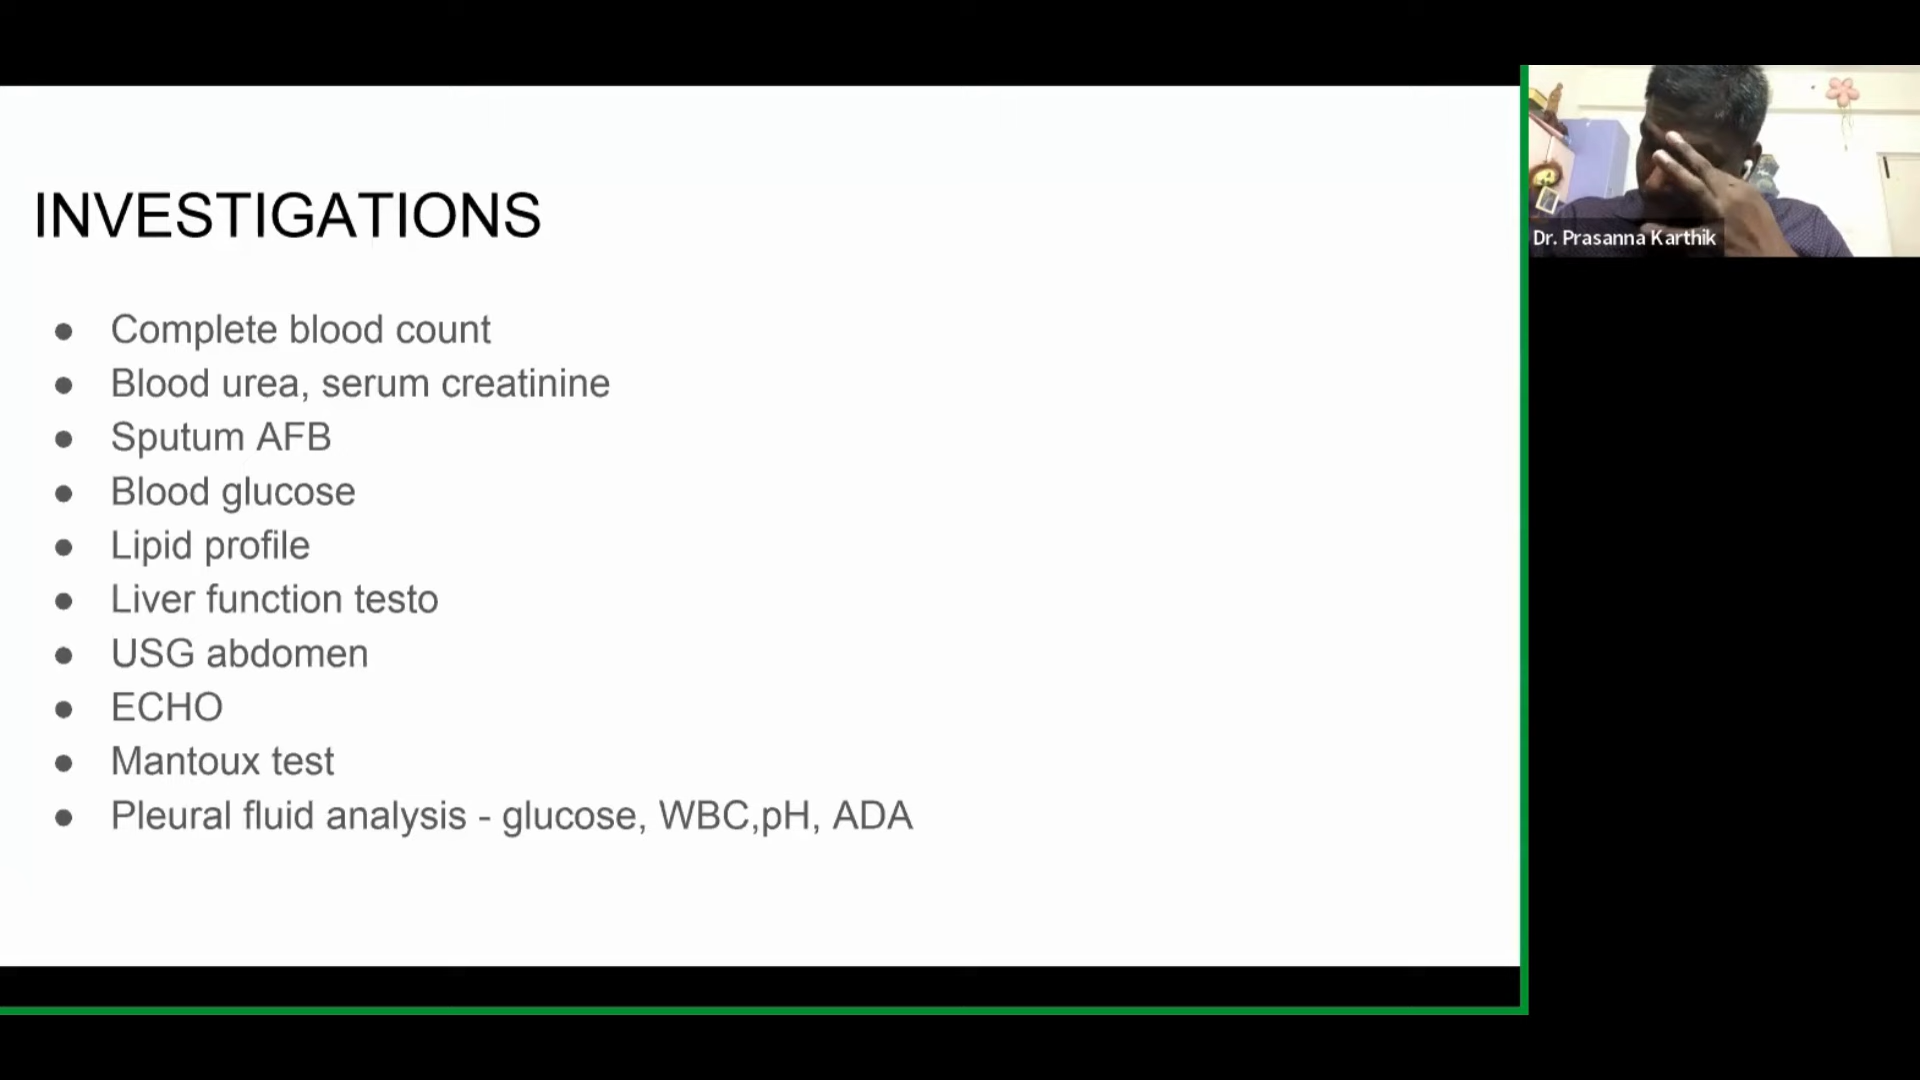 INVESTIGATIONS
● Complete blood count
● Blood urea, serum creatinine
● Sputum AFB
● Blood glucose
● Lipid profile
● Liver function testo
● USG abdomen
● ECHO
● Mantoux test
● Pleural fluid analysis - glucose, WBC,pH, ADA
Dr. Prasanna Karthik